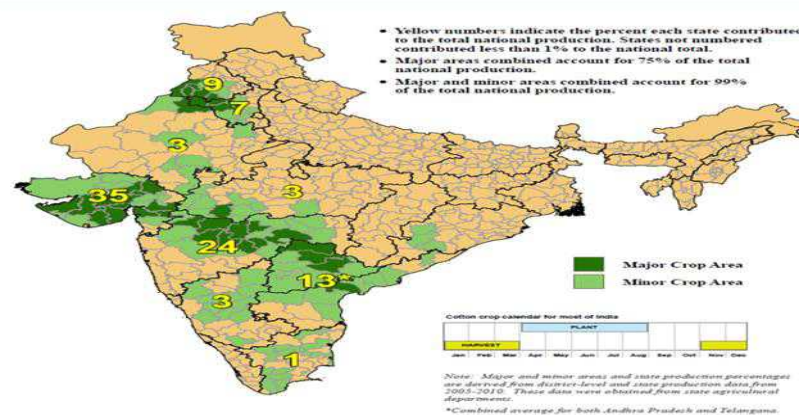 • Yellow numbers indicate the percent each state contributed
to the total national production. States not numbered
contributed less than 1% to the national total.
• Major areas combined account for 75% of the total
national production.
• Major and minor areas combined account for 99%
of the total national production.
9
7
3
35
3
24
13*
3
1
Major Crop Area
Minor Crop Area
Cotton crop calendar for most of India
PLANT
HARVEST
Jan Feb Mar Apr May Jun Jul Aug Sep Oct Nov Dec
Note: Major and minor areas and state production percentages
are derived from district-level and state production data from
2005-2010. These data were obtained from state agricultural
departments.
*Combined average for both Andhra Pradesh and Telangana.